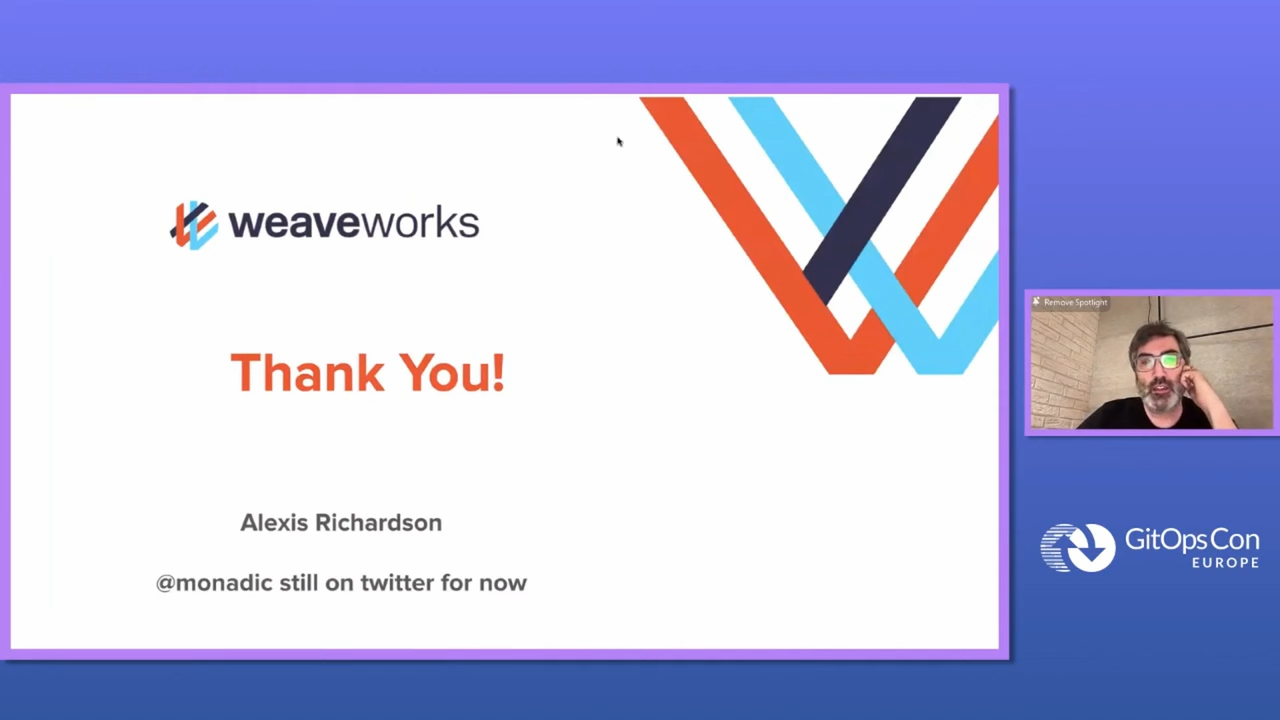 weaveworks
Thank You!
Alexis Richardson
@monadic still on twitter for now
Remove Spotlight
GitOpsCon
EUROPE